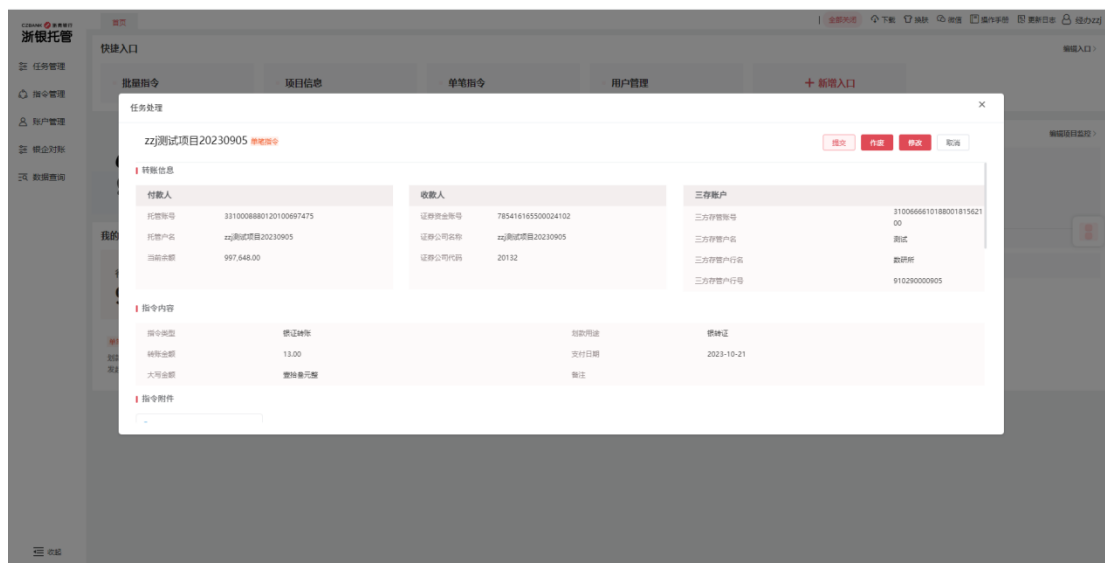 CZBANK 浙商银行
浙银托管
首页
全部关闭 下载 换肤 微信 操作手册 更新日志 经办zzj
任务管理
指令管理
账户管理
银企对账
数据查询
收起
快捷入口 编辑入口>
批量指令 项目信息 单笔指令 用户管理 + 新增入口
编辑项目监控>
我的
任务处理 ×
zzj测试项目20230905 单笔指令 提交 作废 修改 取消
转账信息
付款人 收款人 三存账户
托管账号 3310008880120100697475 证券资金账号 785416165500024102 三方存管账号 3100666610188001815621
00
托管户名 zzj测试项目20230905 证券公司名称 zzj测试项目20230905 三方存管户名 测试
当前余额 997,648.00 证券公司代码 20132 三方存管户行名 数研所
三方存管户行号 910290000905
指令内容
指令类型 银证转账 划款用途 银转证
转账金额 13.00 支付日期 2023-10-21
大写金额 壹拾叁元整 备注
指令附件